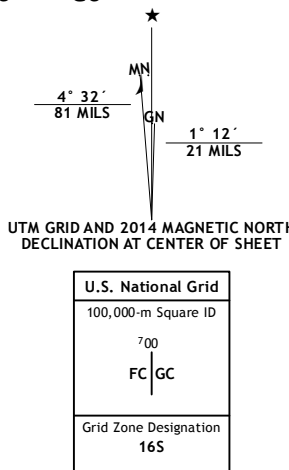 ★
MN
GN
4° 32´
81 MILS
1° 12´
21 MILS
UTM GRID AND 2014 MAGNETIC NORTH
DECLINATION AT CENTER OF SHEET
U.S. National Grid
100,000-m Square ID
⁷00
FC GC
Grid Zone Designation
16S